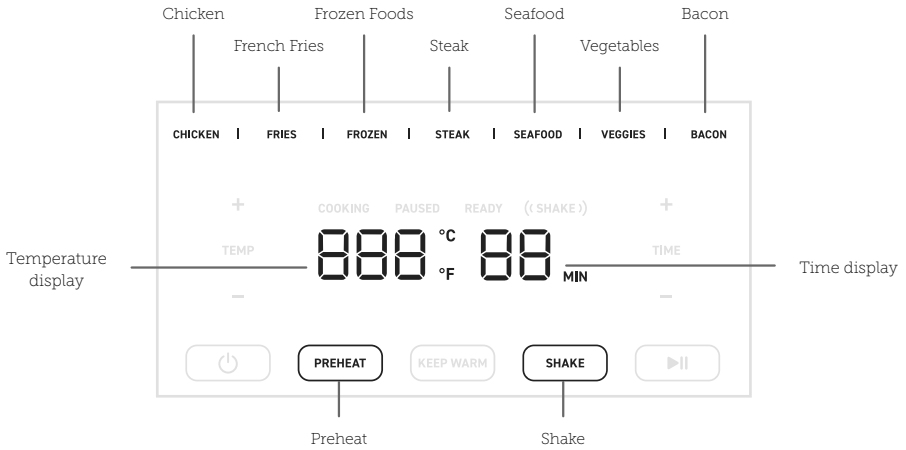 Chicken
Frozen Foods
Seafood
Bacon
French Fries
Steak
Vegetables
CHICKEN | FRIES | FROZEN | STEAK | SEAFOOD | VEGGIES | BACON
+
COOKING PAUSED READY ((SHAKE))
+
TEMP
888 °C °F
88 MIN
TIME
Temperature
display
Time display
−
−
PREHEAT
KEEP WARM
SHAKE
Preheat
Shake